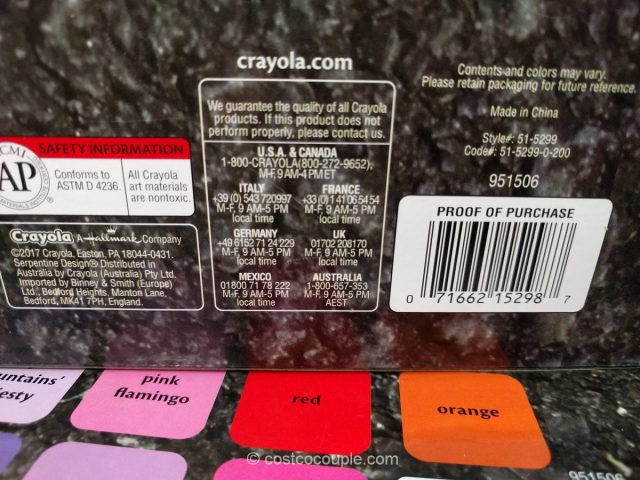 crayola.com
We guarantee the quality of all Crayola
products. If this product does not
perform properly, please contact us.
U.S.A. & CANADA
1-800-CRAYOLA(800-272-9652),
M-F, 9 AM-4 PM ET
ITALY
+39 (0) 543 720997
M-F, 9 AM-5 PM
local time
FRANCE
+33 (0) 1 41 06 54 54
M-F, 9 AM-5 PM
local time
GERMANY
+49 6152 71 24 229
M-F, 9 AM-5 PM
local time
UK
01702 208170
M-F, 9 AM-5 PM
local time
MEXICO
01800 71 78 222
M-F, 9 AM-5 PM
local time
AUSTRALIA
1-800-657-353
M-F, 9 AM-5 PM
AEST
Contents and colors may vary.
Please retain packaging for future reference.
Made in China
Style#: 51-5299
Code#: 51-5299-0-200
951506
PROOF OF PURCHASE
0 71662 15298 7
SAFETY INFORMATION
ACMI
AP
Conforms to
ASTM D 4236.
All Crayola
art materials
are nontoxic.
Crayola A Hallmark Company
©2017 Crayola, Easton, PA 18044-0431.
Serpentine Design® Distributed in
Australia by Crayola (Australia) Pty Ltd.
Imported by Binney & Smith (Europe)
Ltd., Bedford Heights, Manton Lane,
Bedford, MK41 7PH, England.
pink
flamingo
red
orange
951506
© costcocouple.com